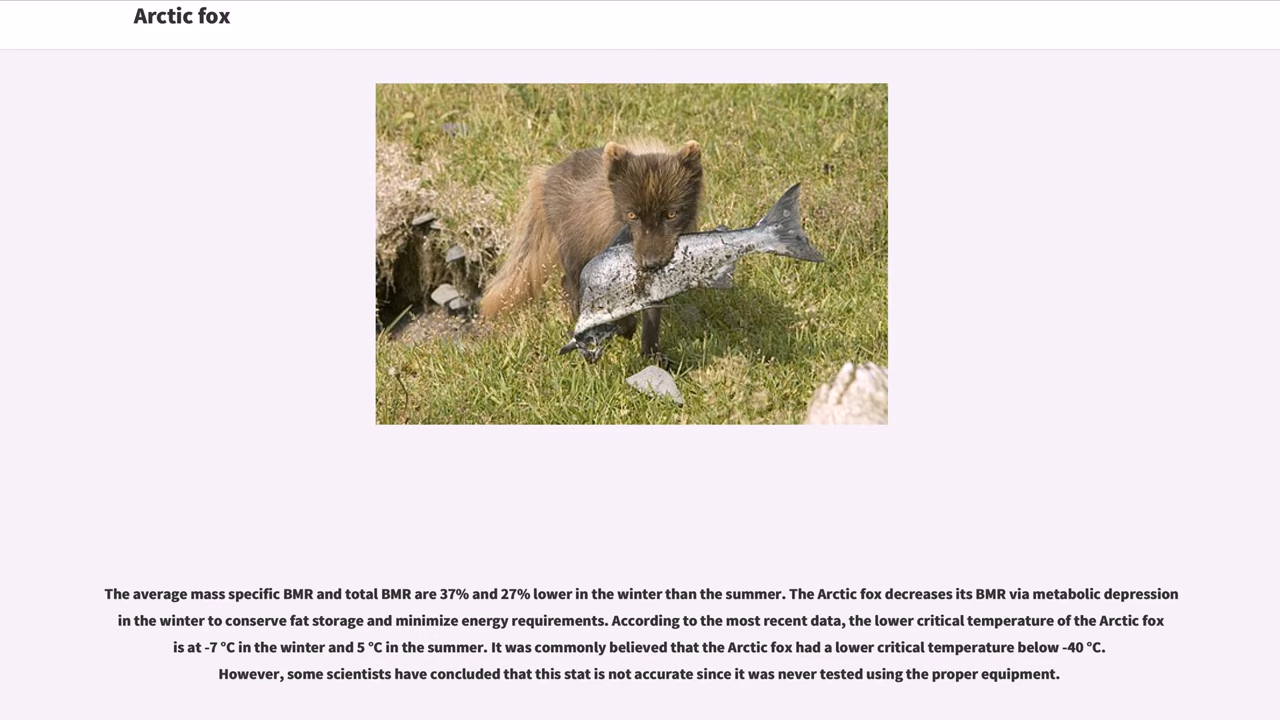 Arctic fox
The average mass specific BMR and total BMR are 37% and 27% lower in the winter than the summer. The Arctic fox decreases its BMR via metabolic depression
in the winter to conserve fat storage and minimize energy requirements. According to the most recent data, the lower critical temperature of the Arctic fox
is at -7 °C in the winter and 5 °C in the summer. It was commonly believed that the Arctic fox had a lower critical temperature below -40 °C.
However, some scientists have concluded that this stat is not accurate since it was never tested using the proper equipment.